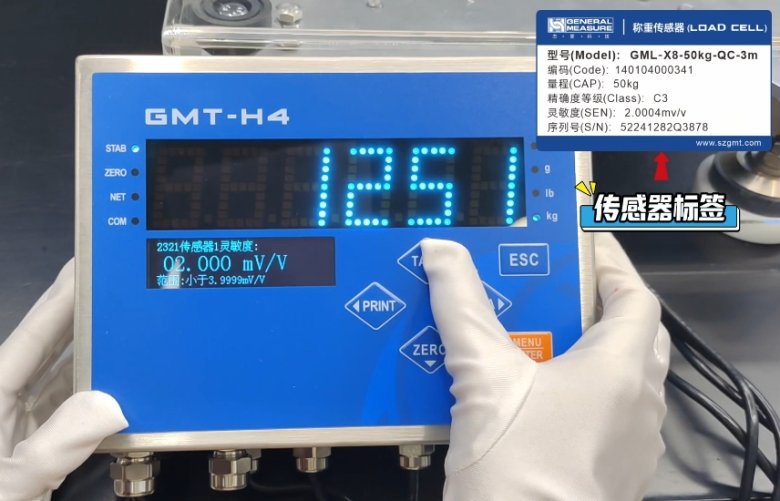 GENERAL
MEASURE
称重传感器(LOAD CELL)
型号(Model): GML-X8-50kg-QC-3m
编码(Code): 140104000341
量程(CAP): 50kg
精确度等级(Class): C3
灵敏度(SEN): 2.0004mv/v
序列号(S/N): 52241282Q3878
www.szgmt.com
传感器标签
GMT-H4
STAB
ZERO
NET
COM
1251
g
lb
kg
2321传感器1灵敏度:
02.000 mV/V
范围:小于3.9999mV/V
ESC
PRINT
ZERO
MENU